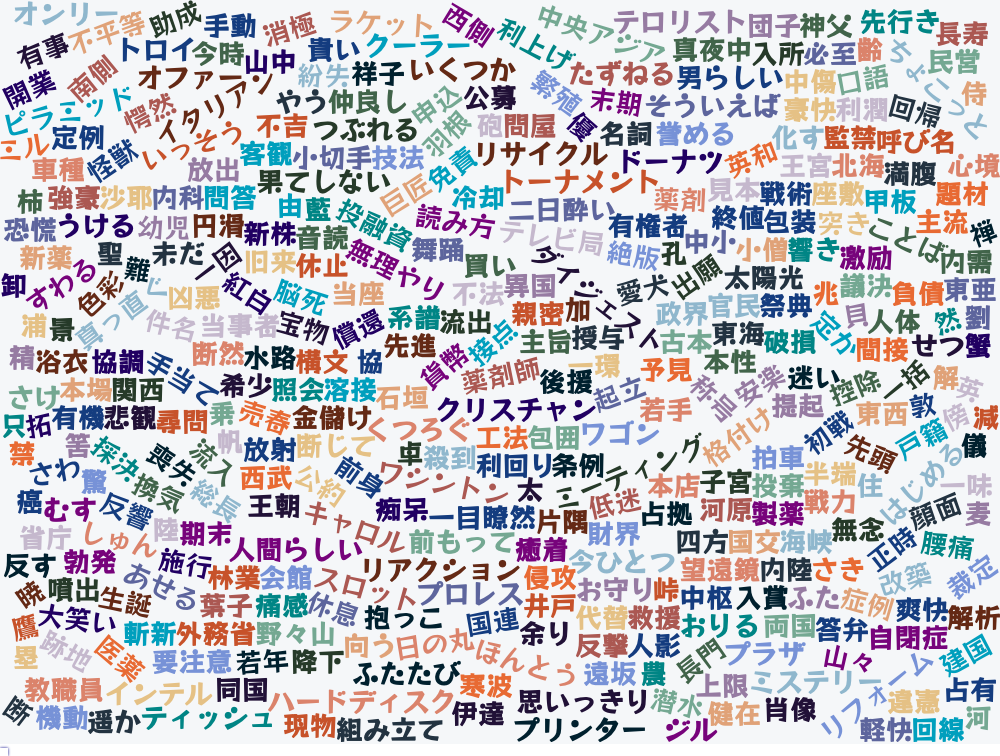 オンリー 不平等 助成 手動 消極 ラケット 西側 中央アジア テロリスト 団子 神父 先行き 長寿
有事 トロイ 今時 山中 貴い クーラー 利上げ 真夜中 入所 必至 齢 ちょこっと 民営
開業 南側 オファーン 紛失 祥子 いくつか 繁殖 たずねる 男らしい 中傷 口語 侍
ピラミッド 愕然 イタリアン やう 仲良し 申込 公募 末期 そういえば 豪快 利潤 回帰
ミル 定例 怪獣 いっそう 不吉 つぶれる 羽根 砲 問屋 優 名詞 誉める 化す 監禁 呼び名
車種 放出 客観 小切手 技法 免責 リサイクル ドーナツ 英和 王宮 北海 満腹 心境
柿 強豪 沙耶 内科 問答 果てしない 巨匠 冷却 トーナメント 薬剤 見本 戦術 座敷 甲板 題材
恐慌 うける 幼児 円滑 由 藍 投融資 読み方 二日酔い 有権者 終値 包装 突き ことば 主流 禅
新薬 聖 難 未だ 一因 新株 音読 無理やり 舞踊 テレビ局 絶版 孔 中小 小僧 響き 激励 内需
卸 すわる 色彩 真っ直ぐ 凶悪 旧来 休止 紅白 脳死 当座 買い 不法 異国 ダイジェスト 愛犬 出願 太陽光 兆 議決 負債 東亜
浦 景 件名 当事者 宝物 償還 系譜 流出 親密 加 政界 官民 祭典 定か 貝 人体 然 劉
精 浴衣 協調 手当て 断然 水路 構文 協 先進 貨幣 接点 主旨 授与 古本 東海 破損 間接 せつ 蟹
さけ 本場 関西 希少 照会 溶接 石垣 薬剤師 後援 一環 予見 本性 迷い 控除 一括 解 英
只 拓 有機 悲観 尋問 乗 売春 金儲け クリスチャン 起立 若手 安楽 提起 初戦 東西 敦 傍 減
禁 筈 探決 喪失 流入 帆 放射 断じて くつろぐ 工法 包囲 ワゴン 格付け 先頭 戸籍 儀
さわ 驚 換気 総長 西武 公約 前身 卓 殺到 利回り 条例 ミーティング 拍車 半端 住 はじめる 一味
癌 むす 反響 王朝 ワシントン 太 本店 子宮 投棄 戦力 顔面 麦
省庁 しゅん 陸 期末 キャロル 痴呆 一目瞭然 片隅 低迷 占拠 河原 製薬 無念 正時 腰痛
人間らしい 前もって 癒着 財界 四方 国交 海峡
反す 勃発 あせる 施行 林業 会館 スロット リアクション 侵攻 今ひとつ 望遠鏡 内陸 さき 改築 裁定
暁 噴出 生誕 葉子 痛感 休息 プロレス 井戸 お守り 峠 中枢 入賞 ふた 症例 爽快 解析
鷹 大笑い 斬新 外務省 野々山 抱っこ 国連 余り 代替 救援 おりる 両国 答弁 自閉症
塁 跡地 医薬 要注意 若年 降下 向う 日の丸 ほんとう 反撃 人影 長門 プラザ 山々 建国
教職員 インテル 同国 ふたたび 寒波 遠坂 農 上限 ミステリー リフォーム 占有
断 機動 遥か ティッシュ ハードディスク 伊達 思いっきり 潜水 健在 肖像 違憲 河
現物 組み立て プリンター ジル 軽快 回線